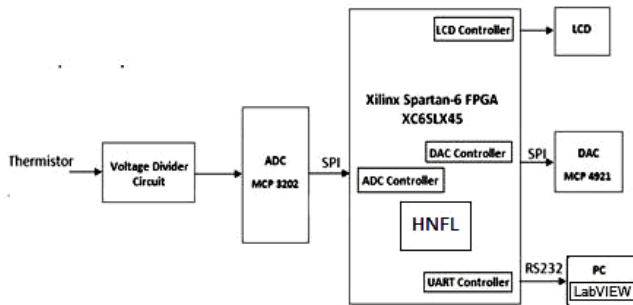 LCD Controller
LCD
Xilinx Spartan-6 FPGA
XC6SLX45
Thermistor
Voltage Divider
Circuit
ADC
MCP 3202
SPI
DAC Controller
ADC Controller
SPI
DAC
MCP 4921
HNFL
UART Controller
RS232
PC
LabVIEW